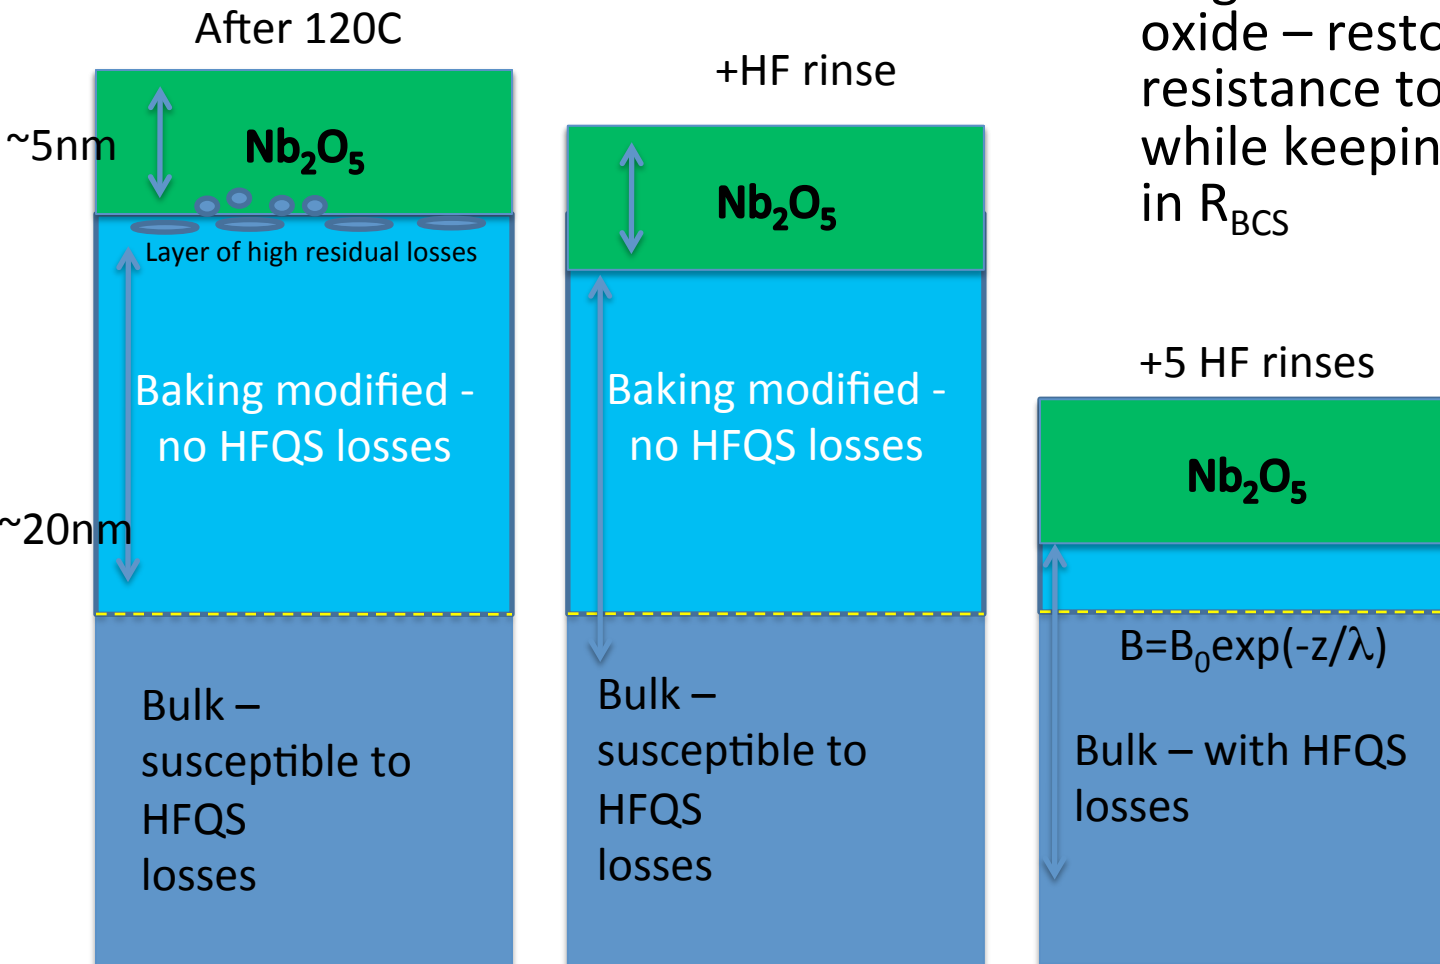 After 120C
~5nm
Nb₂O₅
Layer of high residual losses
Baking modified -
no HFQS losses
~20nm
Bulk –
susceptible to
HFQS
losses
+HF rinse
Nb₂O₅
Baking modified -
no HFQS losses
Bulk –
susceptible to
HFQS
losses
oxide – resto
resistance to
while keepin
in R_BCS
+5 HF rinses
Nb₂O₅
B=B₀exp(-z/λ)
Bulk – with HFQS
losses